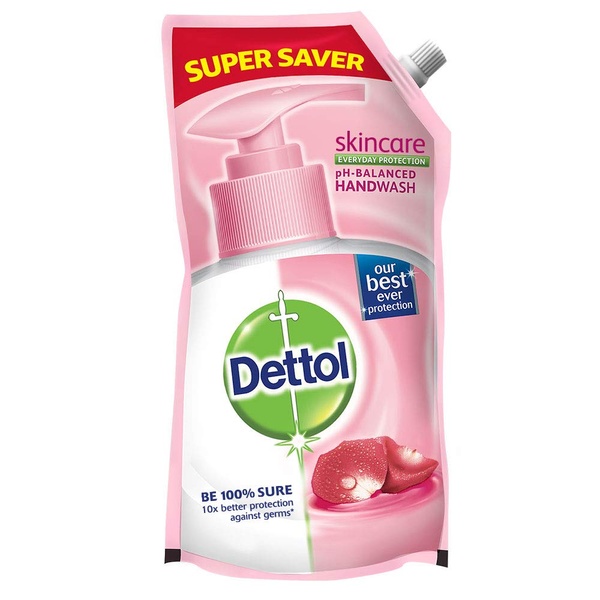 SUPER SAVER
skincare
EVERYDAY PROTECTION
pH-BALANCED
HANDWASH
our
best
ever
protection
Dettol
BE 100% SURE
10x better protection
against germs*